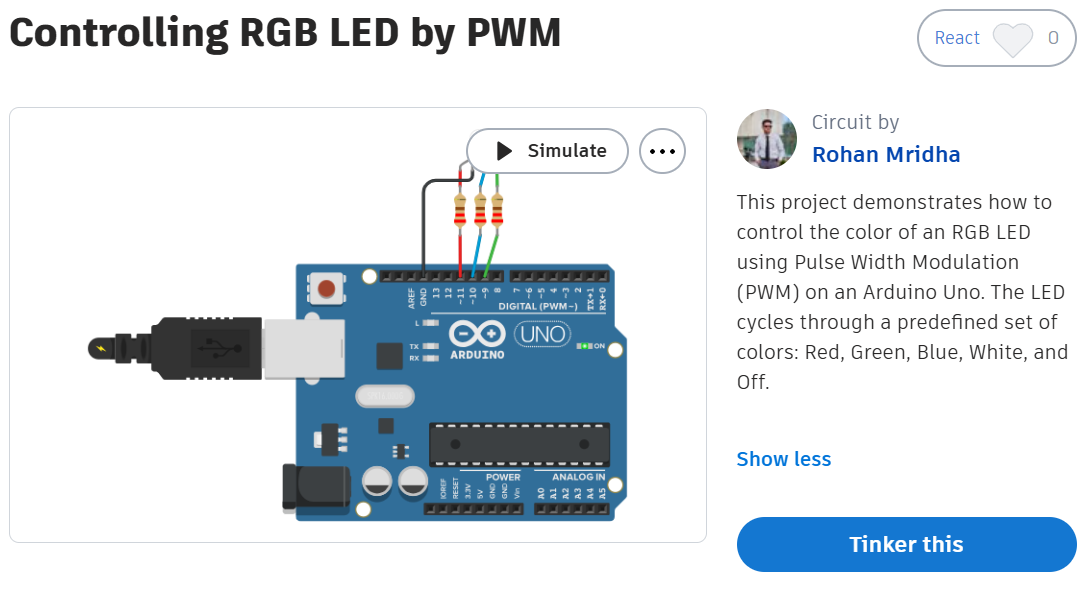 Controlling RGB LED by PWM
React 0
Simulate
Circuit by
Rohan Mridha
This project demonstrates how to
control the color of an RGB LED
using Pulse Width Modulation
(PWM) on an Arduino Uno. The LED
cycles through a predefined set of
colors: Red, Green, Blue, White, and
Off.
Show less
Tinker this
AREF
GND
13
12
~11
~10
~9
8
7
~6
~5
4
~3
2
TX→1
RX←0
DIGITAL (PWM~)
L
TX
RX
ARDUINO
UNO
ON
POWER
ANALOG IN
IOREF
RESET
3.3V
5V
GND
GND
Vin
A0
A1
A2
A3
A4
A5